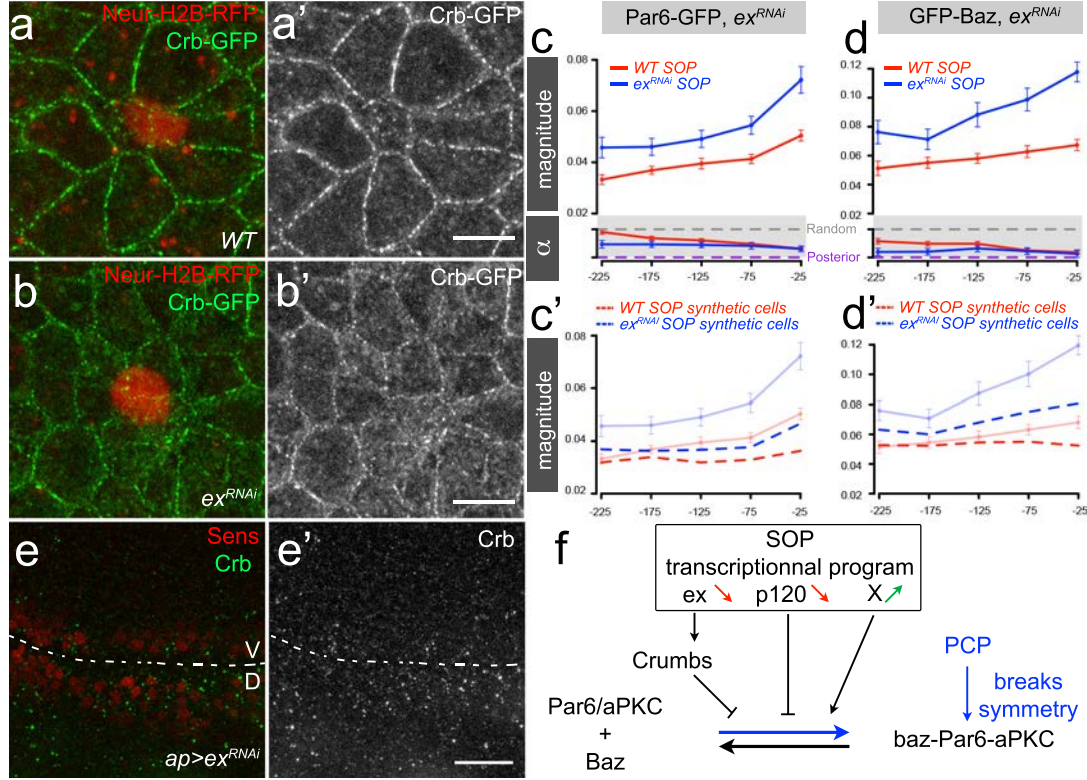 a
Neur-H2B-RFP
Crb-GFP
WT
a'
Crb-GFP
b
Neur-H2B-RFP
Crb-GFP
ex^RNAi
b'
Crb-GFP
e
Sens
Crb
V
D
ap>ex^RNAi
e'
Crb
c
Par6-GFP, ex^RNAi
WT SOP
ex^RNAi SOP
magnitude
0.08
0.06
0.04
0.02
α
Random
Posterior
-225 -175 -125 -75 -25
d
GFP-Baz, ex^RNAi
WT SOP
ex^RNAi SOP
0.12
0.10
0.08
0.06
0.04
0.02
-225 -175 -125 -75 -25
c'
WT SOP synthetic cells
ex^RNAI SOP synthetic cells
magnitude
0.08
0.06
0.04
0.02
-225 -175 -125 -75 -25
d'
WT SOP synthetic cells
ex^RNAI SOP synthetic cells
0.12
0.10
0.08
0.06
0.04
0.02
-225 -175 -125 -75 -25
f
SOP
transcriptionnal program
ex p120 X
Crumbs
Par6/aPKC
+
Baz
PCP
breaks
symmetry
baz-Par6-aPKC